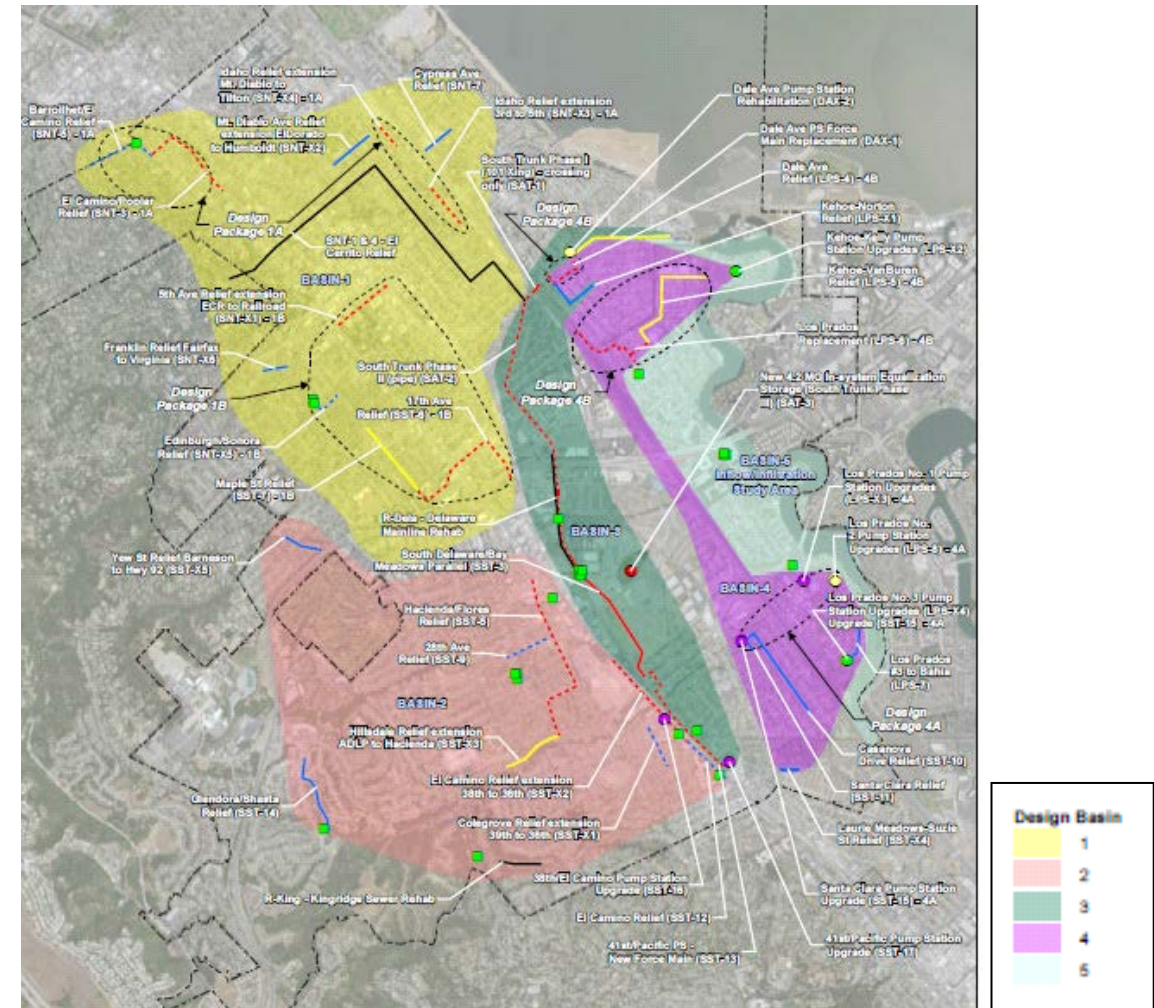 Idaho Relief extension
Mt. Diablo to
Tilton (SNT-X4) - 1A
Cypress Ave
Relief (SNT-7)
Idaho Relief extension
3rd to 5th (SNT-X3) - 1A
Dale Ave Pump Station
Rehabilitation (DAX-2)
Barroilhet/El
Camino Relief
(SNT-5) - 1A
Mt. Diablo Ave Relief
extension ElDorado
to Humboldt (SNT-X2)
Dale Ave PS Force
Main Replacement (DAX-1)
South Trunk Phase I
(101 Xing) - crossing
only (SAT-1)
Dale Ave
Relief (LPS-4) - 4B
El Camino/Poplar
Relief (SNT-3) - 1A
Design
Package 1A
Design
Package 4B
Kehoe-Norton
Relief (LPS-X1)
SNT-1 & 4 - El
Cerrito Relief
Kehoe-Kelly Pump
Station Upgrades (LPS-X2)
BASIN-1
Kehoe-VanBuren
Relief (LPS-5) - 4B
5th Ave Relief extension
ECR to Railroad
(SNT-X1) - 1B
Los Prados
Replacement (LPS-6) - 4B
Franklin Relief Fairfax
to Virginia (SNT-X6)
South Trunk Phase
II (pipe) (SAT-2)
New 4.2 MG In-system Equalization
Storage (South Trunk Phase
II) (SAT-3)
Design
Package 1B
Design
Package 4B
17th Ave
Relief (SST-6) - 1B
Edinburgh/Sonora
Relief (SNT-X5) - 1B
BASIN-5
Inflow/Infiltration
Study Area
Maple St Relief
(SST-7) - 1B
Los Prados No. 1 Pump
Station Upgrades
(LPS-X3) - 4A
R-Dela - Delaware
Mainline Rehab
BASIN-3
Los Prados No.
2 Pump Station
Upgrades (LPS-8) - 4A
Yew St Relief Barneson
to Hwy 92 (SST-X5)
South Delaware/Bay
Meadows Parallel (SST-3)
BASIN-4
Los Prados No. 3 Pump
Station Upgrades (LPS-X4)
Upgrade (SST-15) - 4A
Hacienda/Flores
Relief (SST-5)
28th Ave
Relief (SST-9)
Los Prados
#3 to Bahia
(LPS-7)
BASIN-2
Design
Package 4A
Hillsdale Relief extension
ADLP to Hacienda (SST-X3)
Casanova
Drive Relief (SST-10)
El Camino Relief extension
38th to 36th (SST-X2)
Santa Clara Relief
(SST-11)
Glendora/Shasta
Relief (SST-14)
Colegrove Relief extension
39th to 36th (SST-X1)
Laurie Meadows-Suzie
St Relief (SST-X4)
38th/El Camino Pump Station
Upgrade (SST-16)
Santa Clara Pump Station
Upgrade (SST-15) - 4A
R-King - Kingridge Sewer Rehab
El Camino Relief (SST-12)
41st/Pacific PS -
New Force Main (SST-13)
41st/Pacific Pump Station
Upgrade (SST-17)
Design Basin
1
2
3
4
5